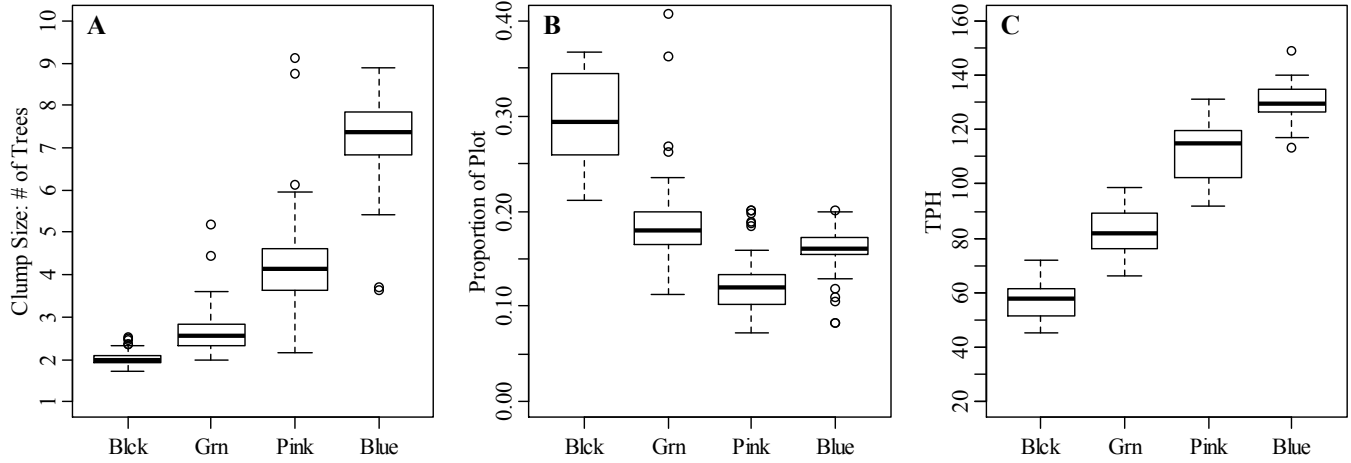 A
Clump Size: # of Trees
10
9
8
7
6
5
4
3
2
1
Blck Grn Pink Blue
B
Proportion of Plot
0.40
0.30
0.20
0.10
0.00
Blck Grn Pink Blue
C
TPH
160
120
100
80
60
40
20
Blck Grn Pink Blue